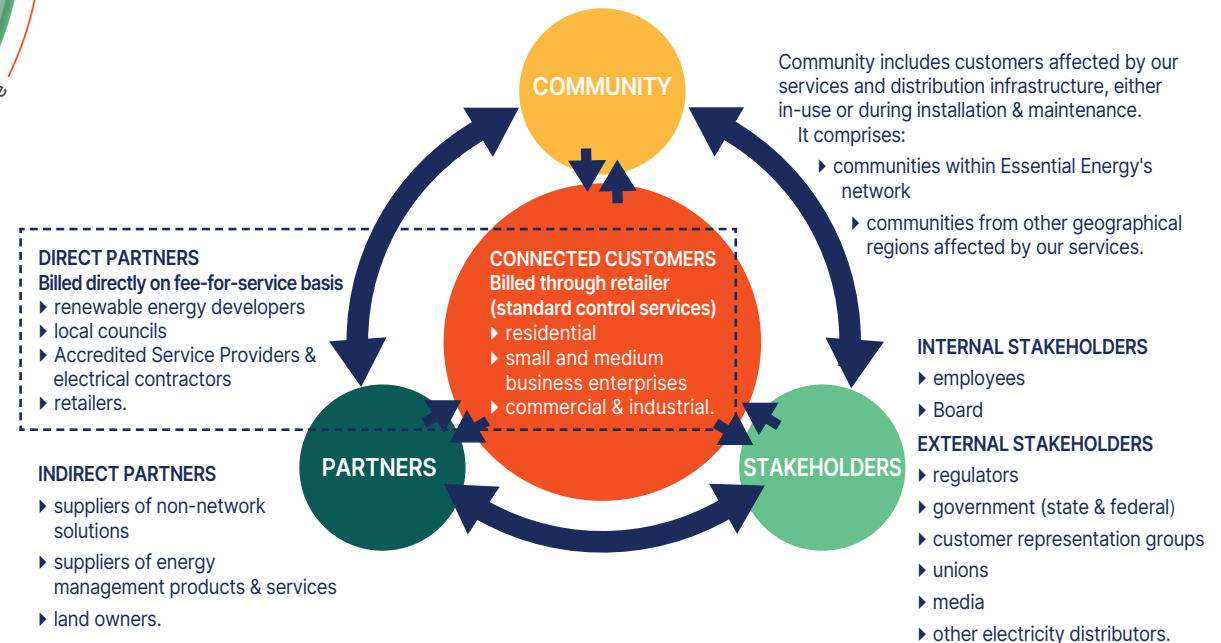 COMMUNITY
Community includes customers affected by our
services and distribution infrastructure, either
in-use or during installation & maintenance.
It comprises:
communities within Essential Energy's
network
communities from other geographical
regions affected by our services.
DIRECT PARTNERS
Billed directly on fee-for-service basis
renewable energy developers
local councils
Accredited Service Providers &
electrical contractors
retailers.
CONNECTED CUSTOMERS
Billed through retailer
(standard control services)
residential
small and medium
business enterprises
commercial & industrial.
PARTNERS
STAKEHOLDERS
INDIRECT PARTNERS
suppliers of non-network
solutions
suppliers of energy
management products & services
land owners.
INTERNAL STAKEHOLDERS
employees
Board
EXTERNAL STAKEHOLDERS
regulators
government (state & federal)
customer representation groups
unions
media
other electricity distributors.